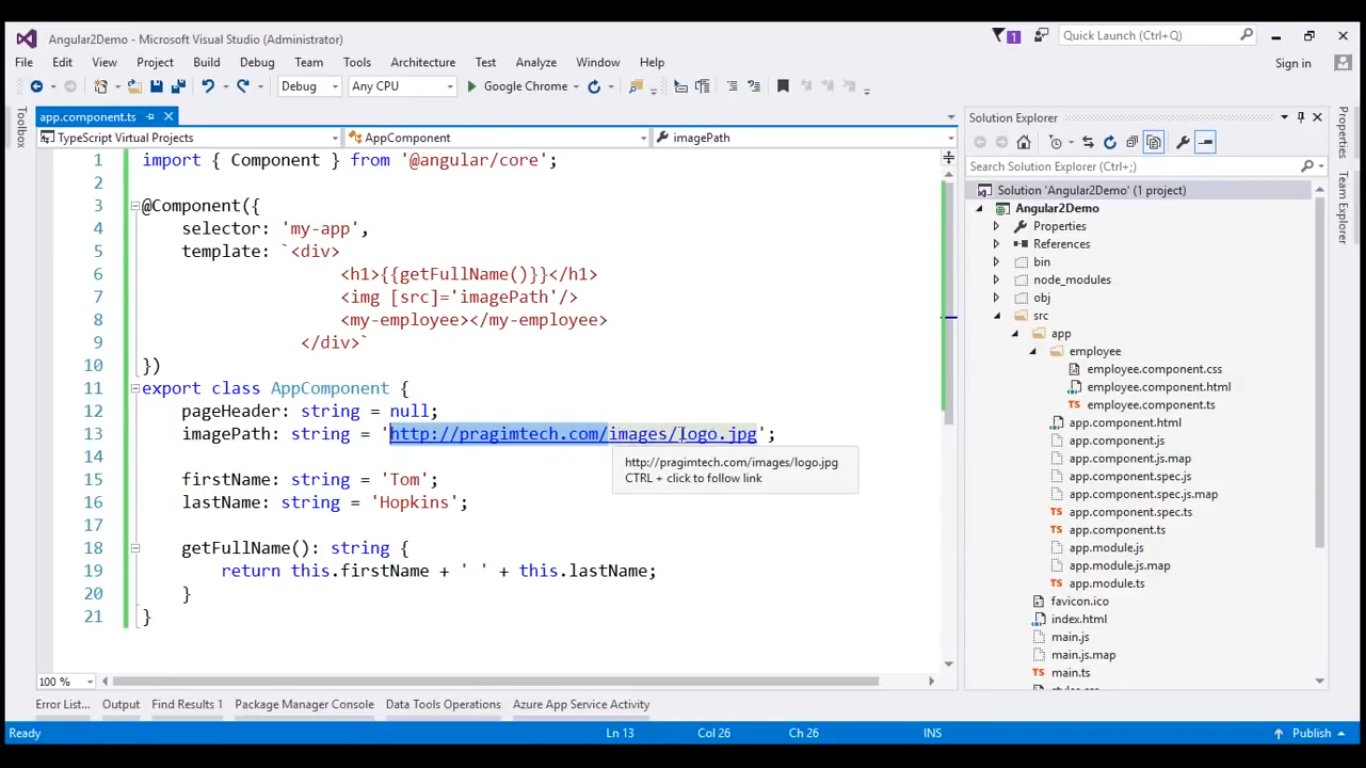 Angular2Demo - Microsoft Visual Studio (Administrator)
1
Quick Launch (Ctrl+Q)
File Edit View Project Build Debug Team Tools Architecture Test Analyze Window Help
Sign in
Debug Any CPU Google Chrome
Toolbox
app.component.ts
TypeScript Virtual Projects AppComponent imagePath
1 import { Component } from '@angular/core';
2
3 @Component({
4 selector: 'my-app',
5 template: `<div>
6 <h1>{{getFullName()}}</h1>
7 <img [src]='imagePath'/>
8 <my-employee></my-employee>
9 </div>`
10 })
11 export class AppComponent {
12 pageHeader: string = null;
13 imagePath: string = 'http://pragimtech.com/images/logo.jpg';
14
http://pragimtech.com/images/logo.jpg
CTRL + click to follow link
15 firstName: string = 'Tom';
16 lastName: string = 'Hopkins';
17
18 getFullName(): string {
19 return this.firstName + ' ' + this.lastName;
20 }
21 }
100 %
Solution Explorer
Search Solution Explorer (Ctrl+;)
Solution 'Angular2Demo' (1 project)
Angular2Demo
Properties
References
bin
node_modules
obj
src
app
employee
employee.component.css
employee.component.html
TS employee.component.ts
app.component.html
app.component.js
app.component.js.map
app.component.spec.js
app.component.spec.js.map
TS app.component.spec.ts
TS app.component.ts
app.module.js
app.module.js.map
TS app.module.ts
favicon.ico
index.html
main.js
main.js.map
TS main.ts
Properties
Team Explorer
Error List... Output Find Results 1 Package Manager Console Data Tools Operations Azure App Service Activity
Ready Ln 13 Col 26 Ch 26 INS Publish